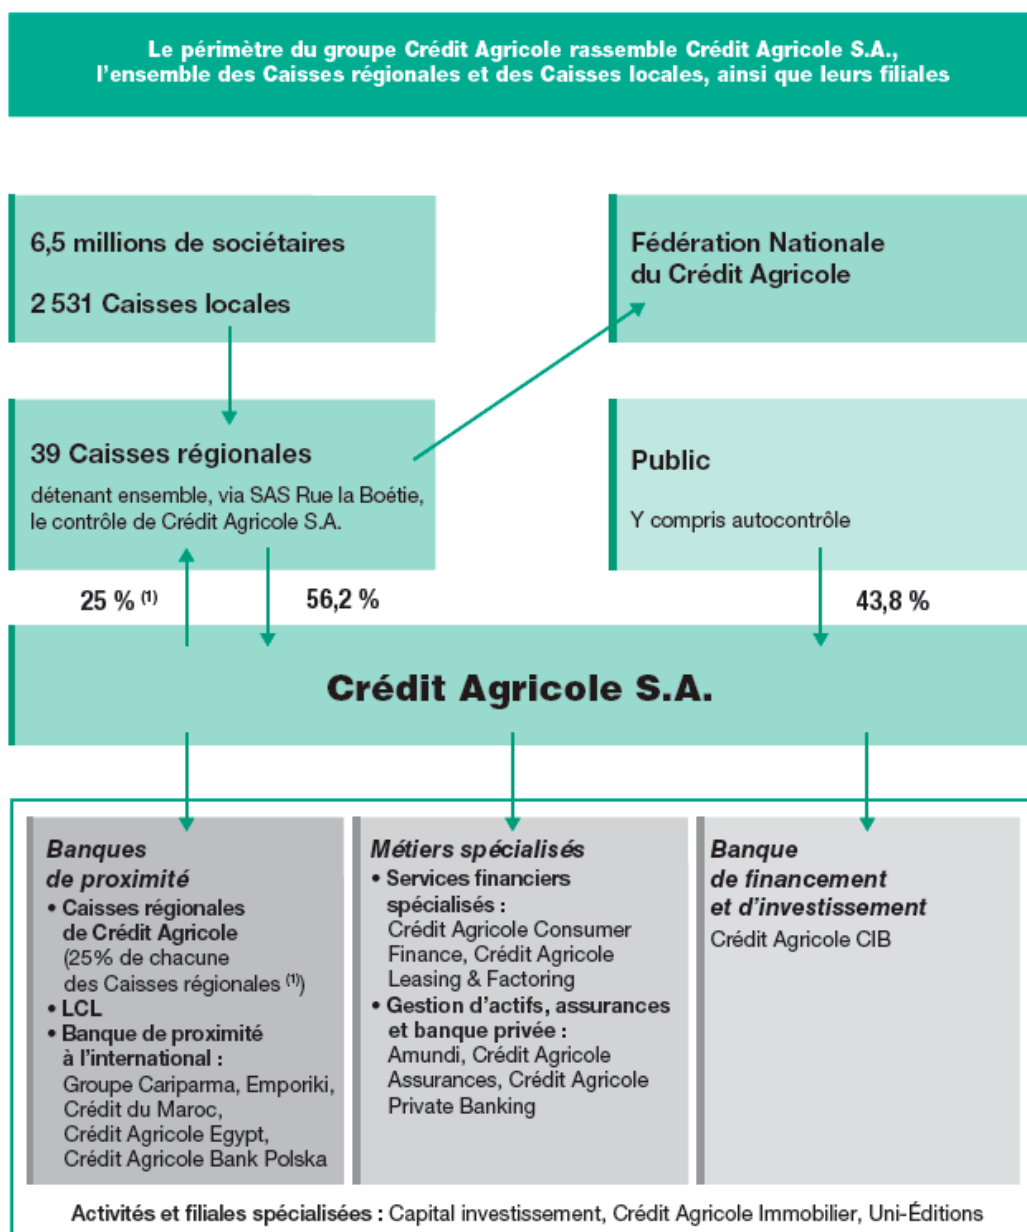 Le périmètre du groupe Crédit Agricole rassemble Crédit Agricole S.A.,
l'ensemble des Caisses régionales et des Caisses locales, ainsi que leurs filiales
6,5 millions de sociétaires
2 531 Caisses locales
Fédération Nationale
du Crédit Agricole
39 Caisses régionales
détenant ensemble, via SAS Rue la Boétie,
le contrôle de Crédit Agricole S.A.
Public
Y compris autocontrôle
25 % (1)
56,2 %
43,8 %
Crédit Agricole S.A.
Banques
de proximité
• Caisses régionales
de Crédit Agricole
(25% de chacune
des Caisses régionales (1))
• LCL
• Banque de proximité
à l'international :
Groupe Cariparma, Emporiki,
Crédit du Maroc,
Crédit Agricole Egypt,
Crédit Agricole Bank Polska
Métiers spécialisés
• Services financiers
spécialisés :
Crédit Agricole Consumer
Finance, Crédit Agricole
Leasing & Factoring
• Gestion d'actifs, assurances
et banque privée :
Amundi, Crédit Agricole
Assurances, Crédit Agricole
Private Banking
Banque
de financement
et d'investissement
Crédit Agricole CIB
Activités et filiales spécialisées : Capital investissement, Crédit Agricole Immobilier, Uni-Éditions